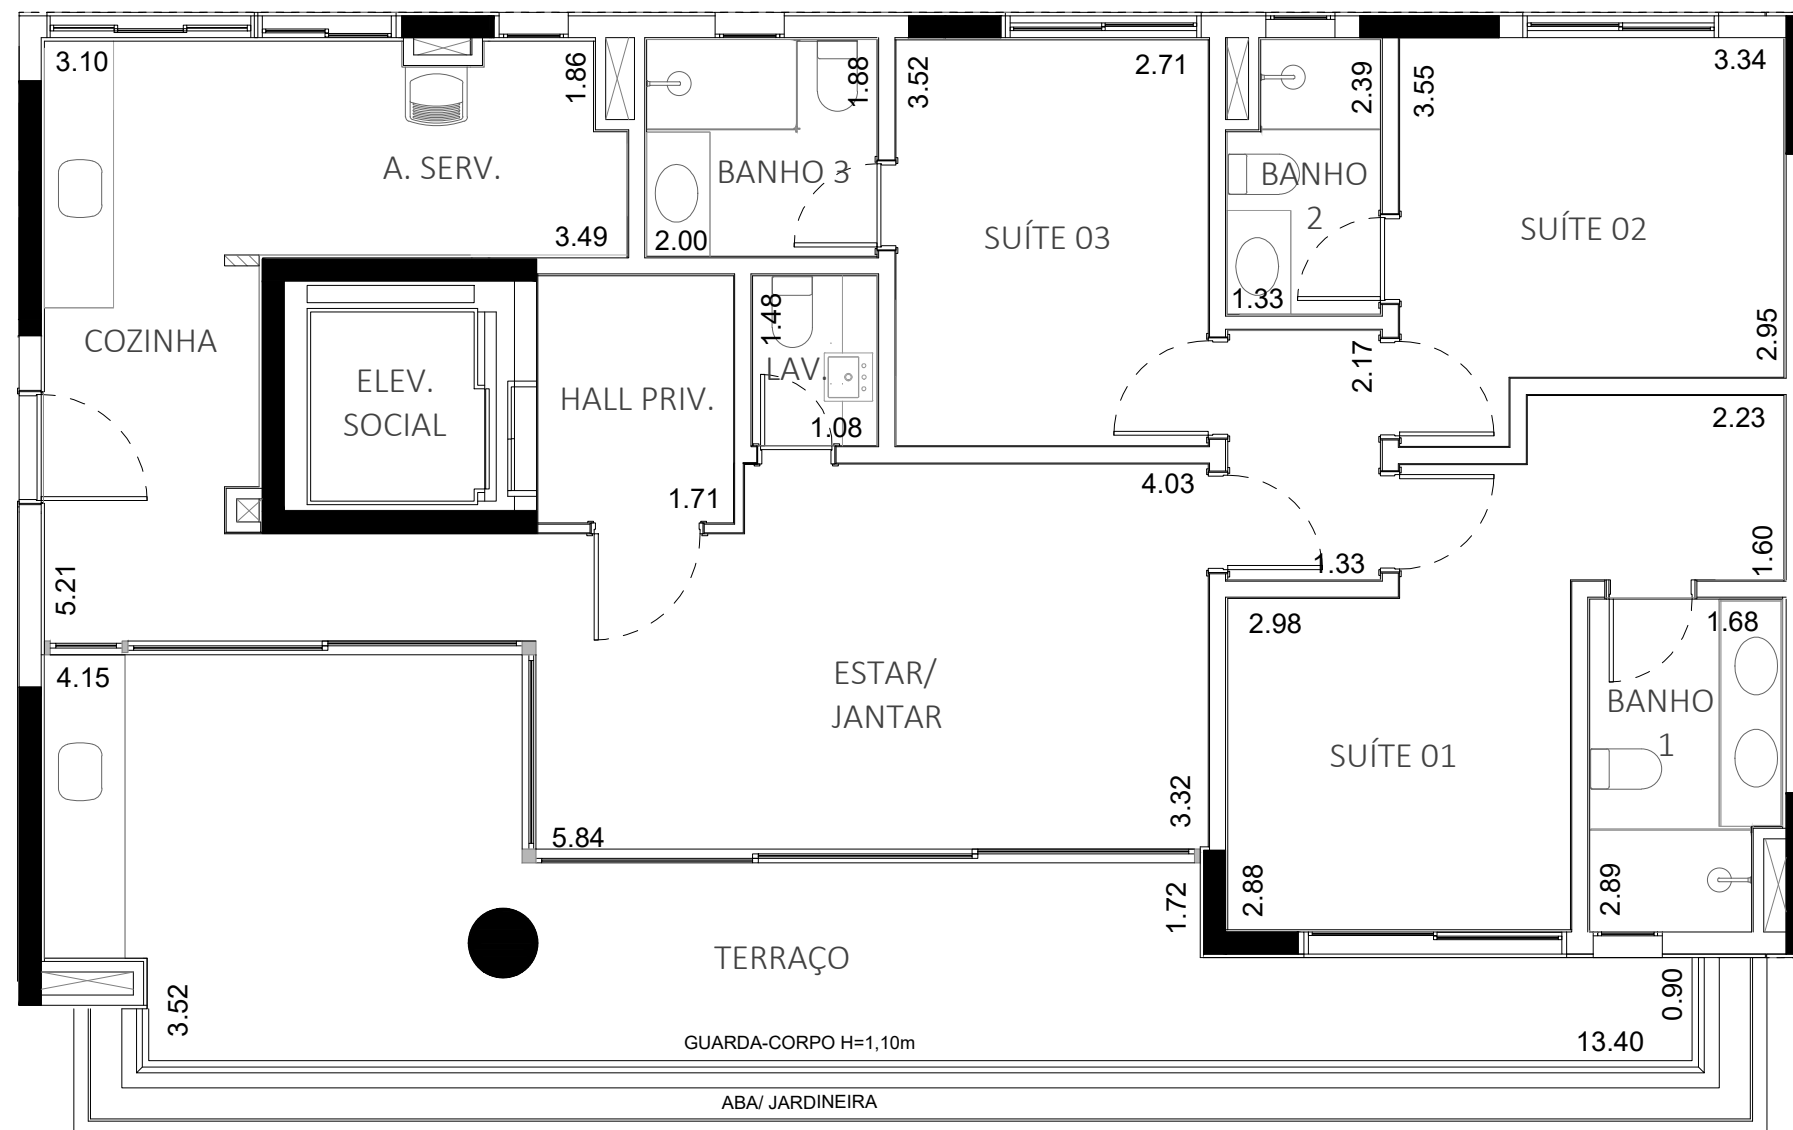 3.10
1.86
1.88
3.52
2.71
2.39
3.55
3.34
A. SERV.
BANHO 3
BANHO
2
3.49
2.00
SUÍTE 03
SUÍTE 02
1.33
1.48
2.95
COZINHA
LAV.
2.17
ELEV.
SOCIAL
HALL PRIV.
1.08
2.23
1.71
4.03
1.60
5.21
1.33
2.98
1.68
4.15
ESTAR/
JANTAR
BANHO
1
SUÍTE 01
3.32
5.84
2.88
2.89
1.72
TERRAÇO
3.52
0.90
GUARDA-CORPO H=1,10m
13.40
ABA/ JARDINEIRA